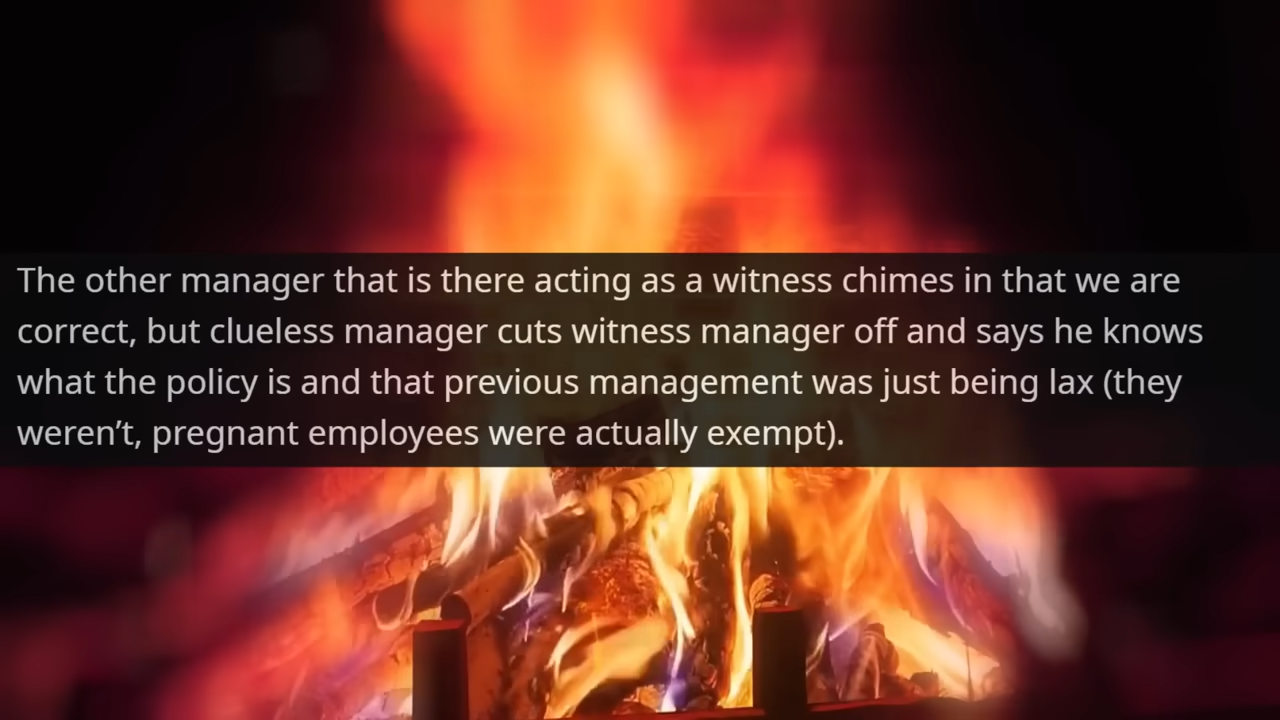 The other manager that is there acting as a witness chimes in that we are
correct, but clueless manager cuts witness manager off and says he knows
what the policy is and that previous management was just being lax (they
weren’t, pregnant employees were actually exempt).